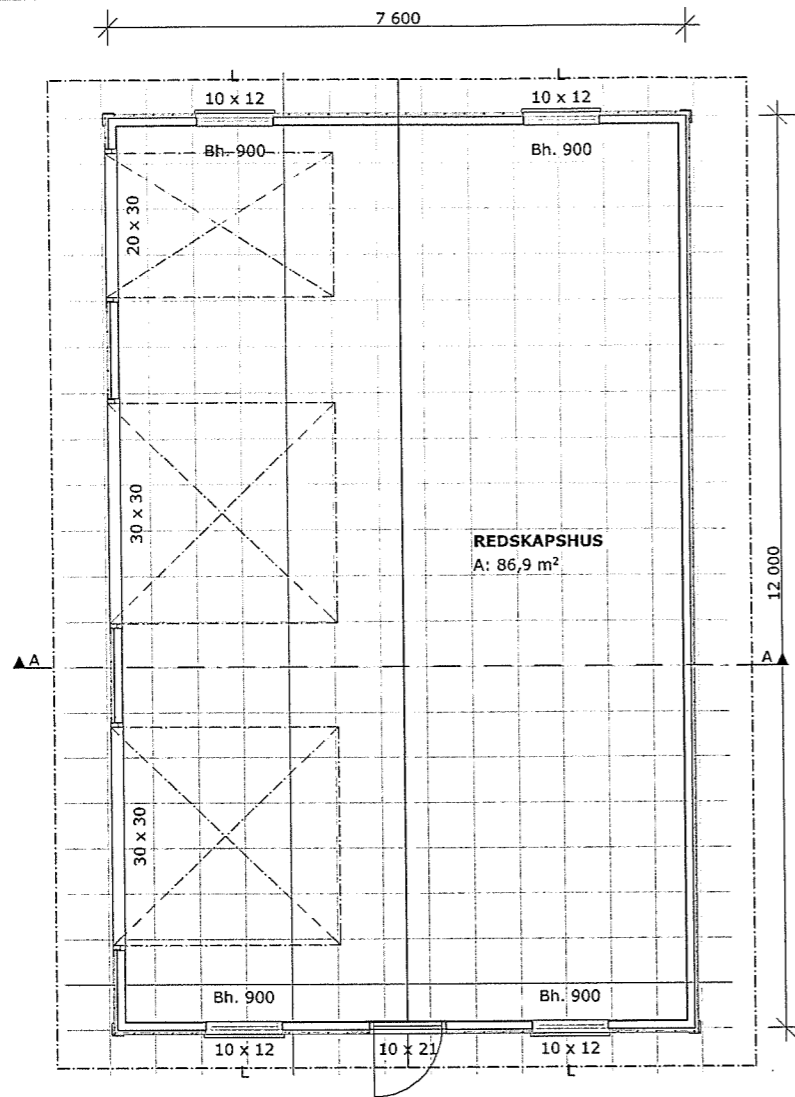 7 600
L L
10 x 12 10 x 12
Bh. 900 Bh. 900
20 x 30
30 x 30
REDSKAPSHUS
A: 86,9 m²
12 000
A A
30 x 30
Bh. 900 Bh. 900
10 x 12 10 x 21 10 x 12
L L